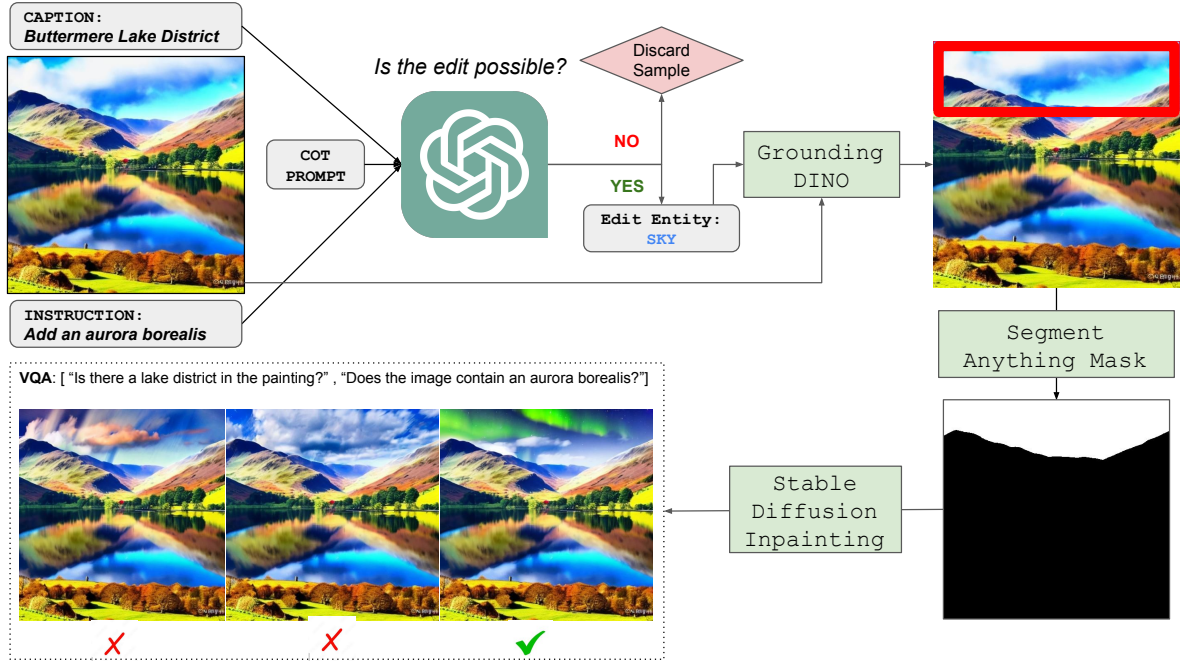 CAPTION:
Buttermere Lake District
Is the edit possible?
Discard
Sample
COT
PROMPT
NO
YES
Grounding
DINO
Edit Entity:
SKY
INSTRUCTION:
Add an aurora borealis
Segment
Anything Mask
VQA: [ “Is there a lake district in the painting?” , “Does the image contain an aurora borealis?”]
Stable
Diffusion
Inpainting